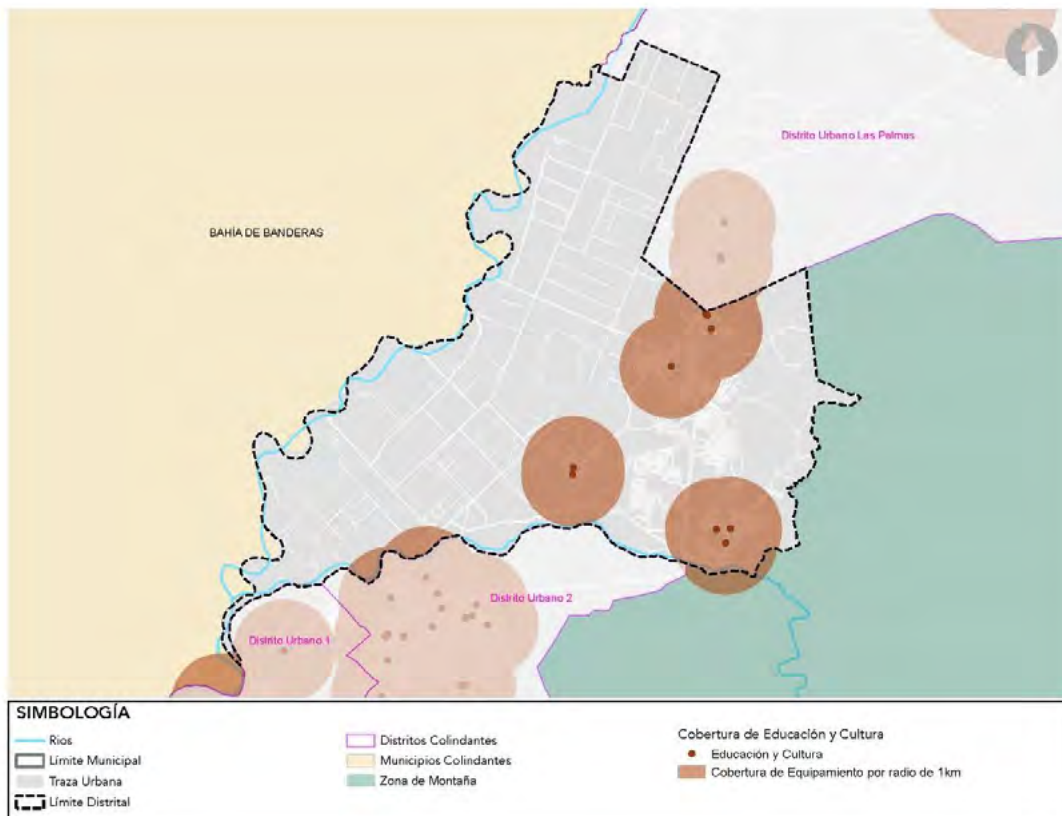 Distrito Urbano Las Palmas
BAHÍA DE BANDERAS
Distrito Urbano 2
Distrito Urbano 1
SIMBOLOGÍA
Rios
Límite Municipal
Traza Urbana
Límite Distrital
Distritos Colindantes
Municipios Colindantes
Zona de Montaña
Cobertura de Educación y Cultura
Educación y Cultura
Cobertura de Equipamiento por radio de 1km